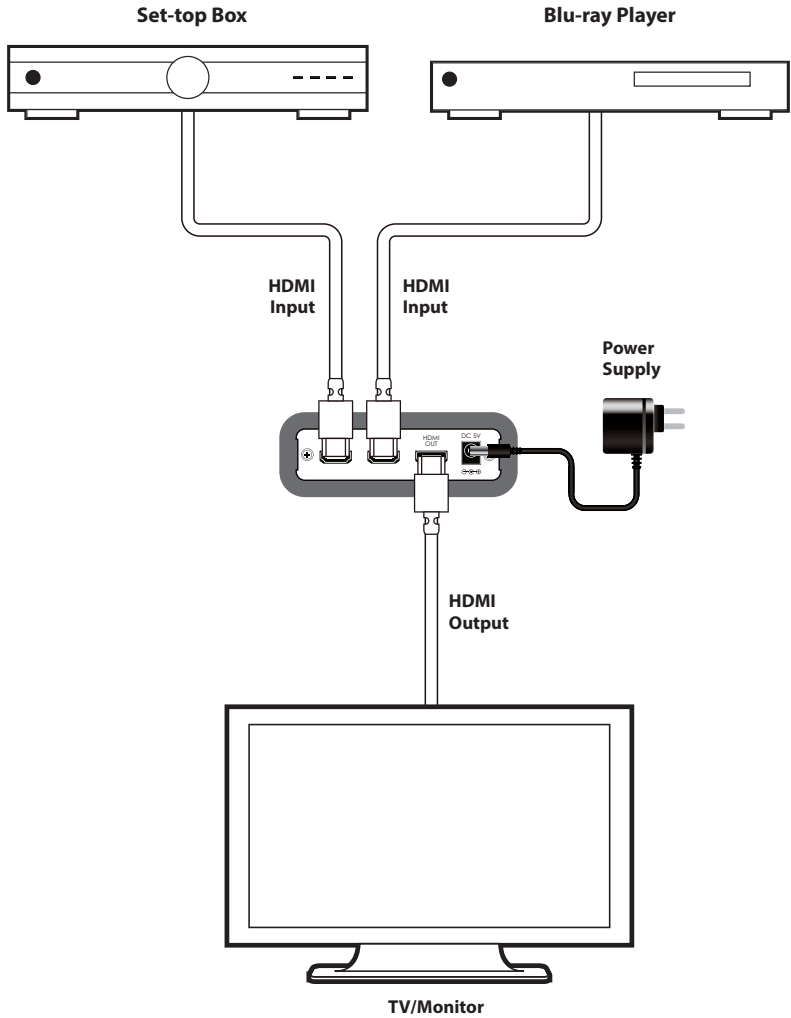 Set-top Box
Blu-ray Player
HDMI
Input
HDMI
Input
Power
Supply
HDMI
OUT
DC 5V
HDMI
Output
TV/Monitor